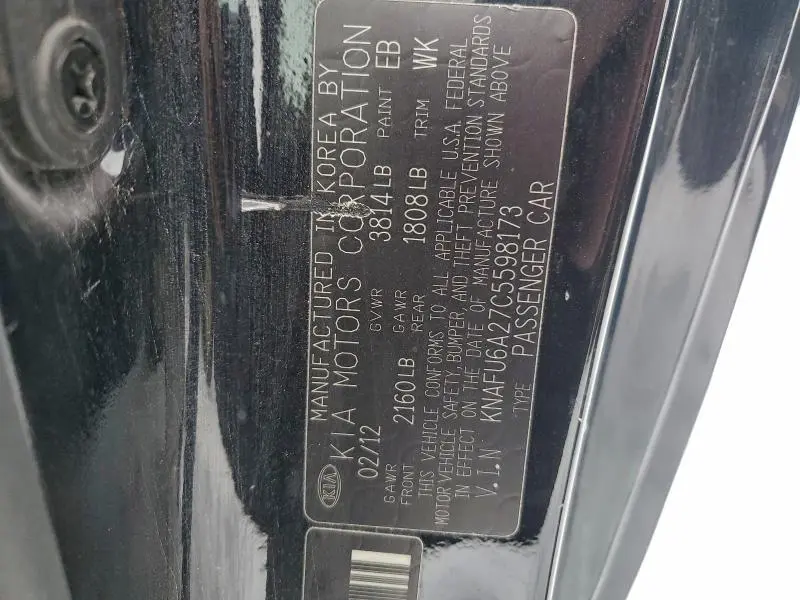 KIA
MANUFACTURED IN KOREA BY
KIA MOTORS CORPORATION
02/12 GVWR 3814LB PAINT EB
GAWR FRONT 2160LB GAWR REAR 1808LB TRIM WK
THIS VEHICLE CONFORMS TO ALL APPLICABLE U.S.A. FEDERAL
MOTOR VEHICLE SAFETY, BUMPER, AND THEFT PREVENTION STANDARDS
IN EFFECT ON THE DATE OF MANUFACTURE SHOWN ABOVE
V.I.N KNAFU6A27C5598173
TYPE PASSENGER CAR